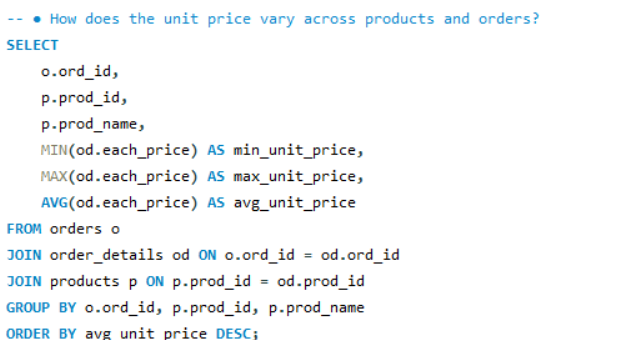 -- • How does the unit price vary across products and orders?
SELECT
    o.ord_id,
    p.prod_id,
    p.prod_name,
    MIN(od.each_price) AS min_unit_price,
    MAX(od.each_price) AS max_unit_price,
    AVG(od.each_price) AS avg_unit_price
FROM orders o
JOIN order_details od ON o.ord_id = od.ord_id
JOIN products p ON p.prod_id = od.prod_id
GROUP BY o.ord_id, p.prod_id, p.prod_name
ORDER BY avg_unit_price DESC;